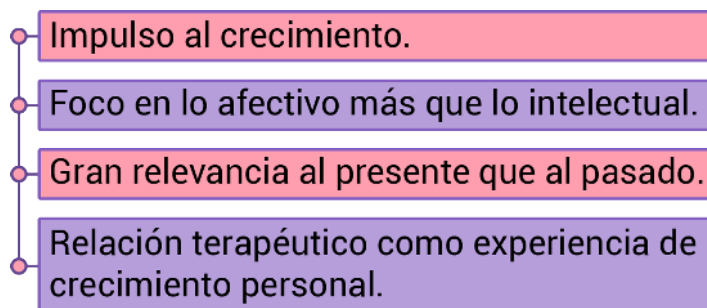 Impulso al crecimiento.
Foco en lo afectivo más que lo intelectual.
Gran relevancia al presente que al pasado.
Relación terapéutico como experiencia de
crecimiento personal.